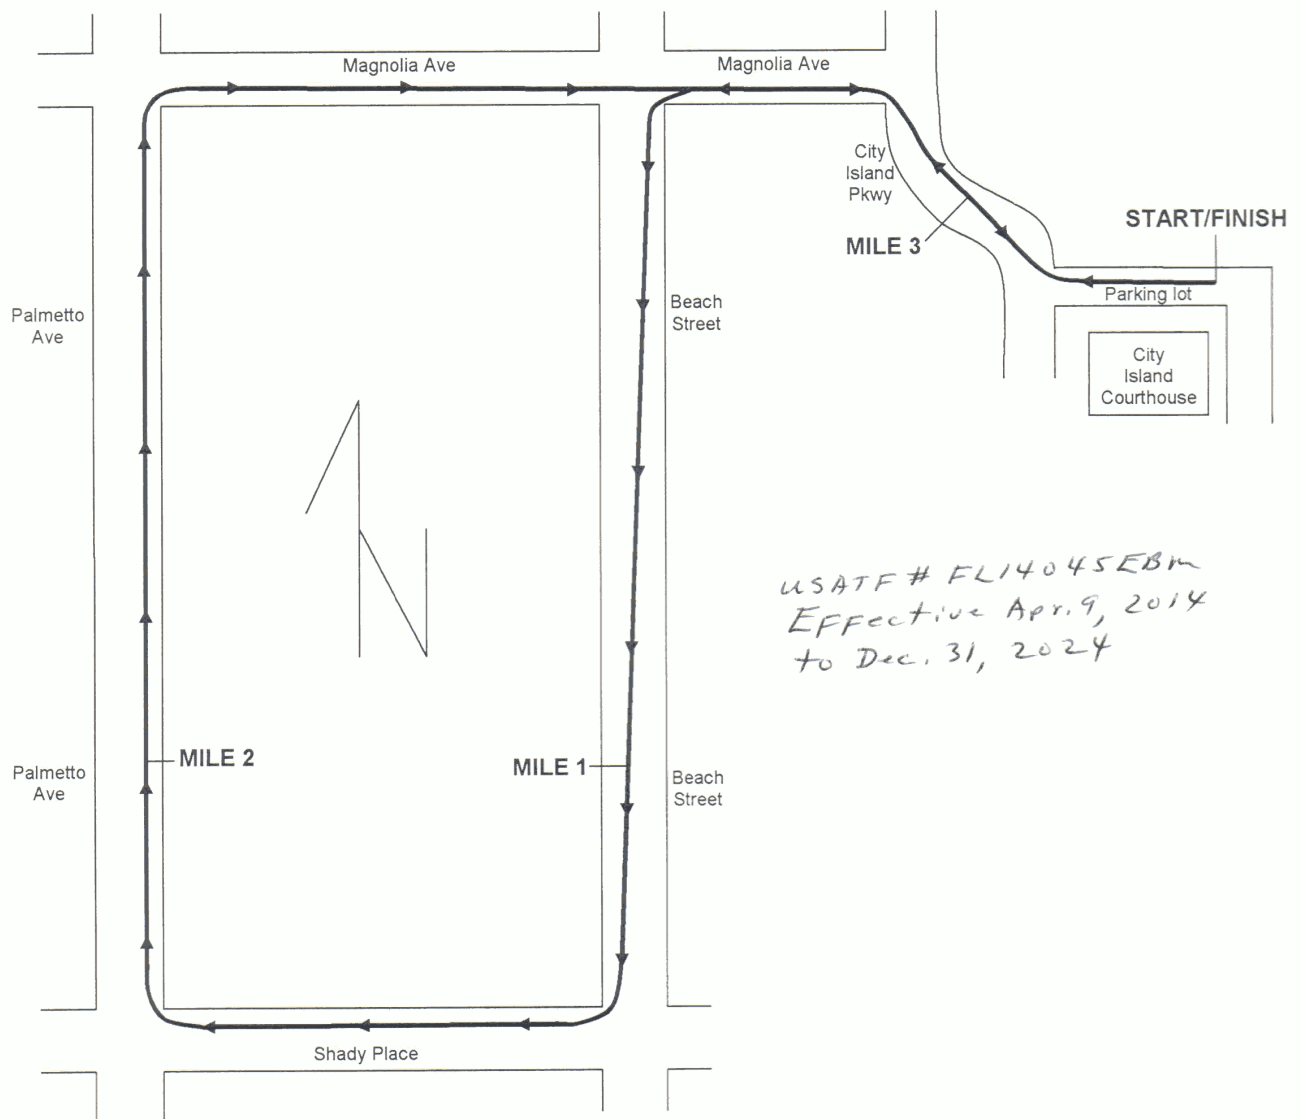 Magnolia Ave
Magnolia Ave
City
Island
Pkwy
START/FINISH
MILE 3
Parking lot
Palmetto
Ave
Beach
Street
City
Island
Courthouse
USATF # FL14045EBM
Effective Apr. 9, 2014
to Dec. 31, 2024
N
MILE 2
MILE 1
Palmetto
Ave
Beach
Street
Shady Place